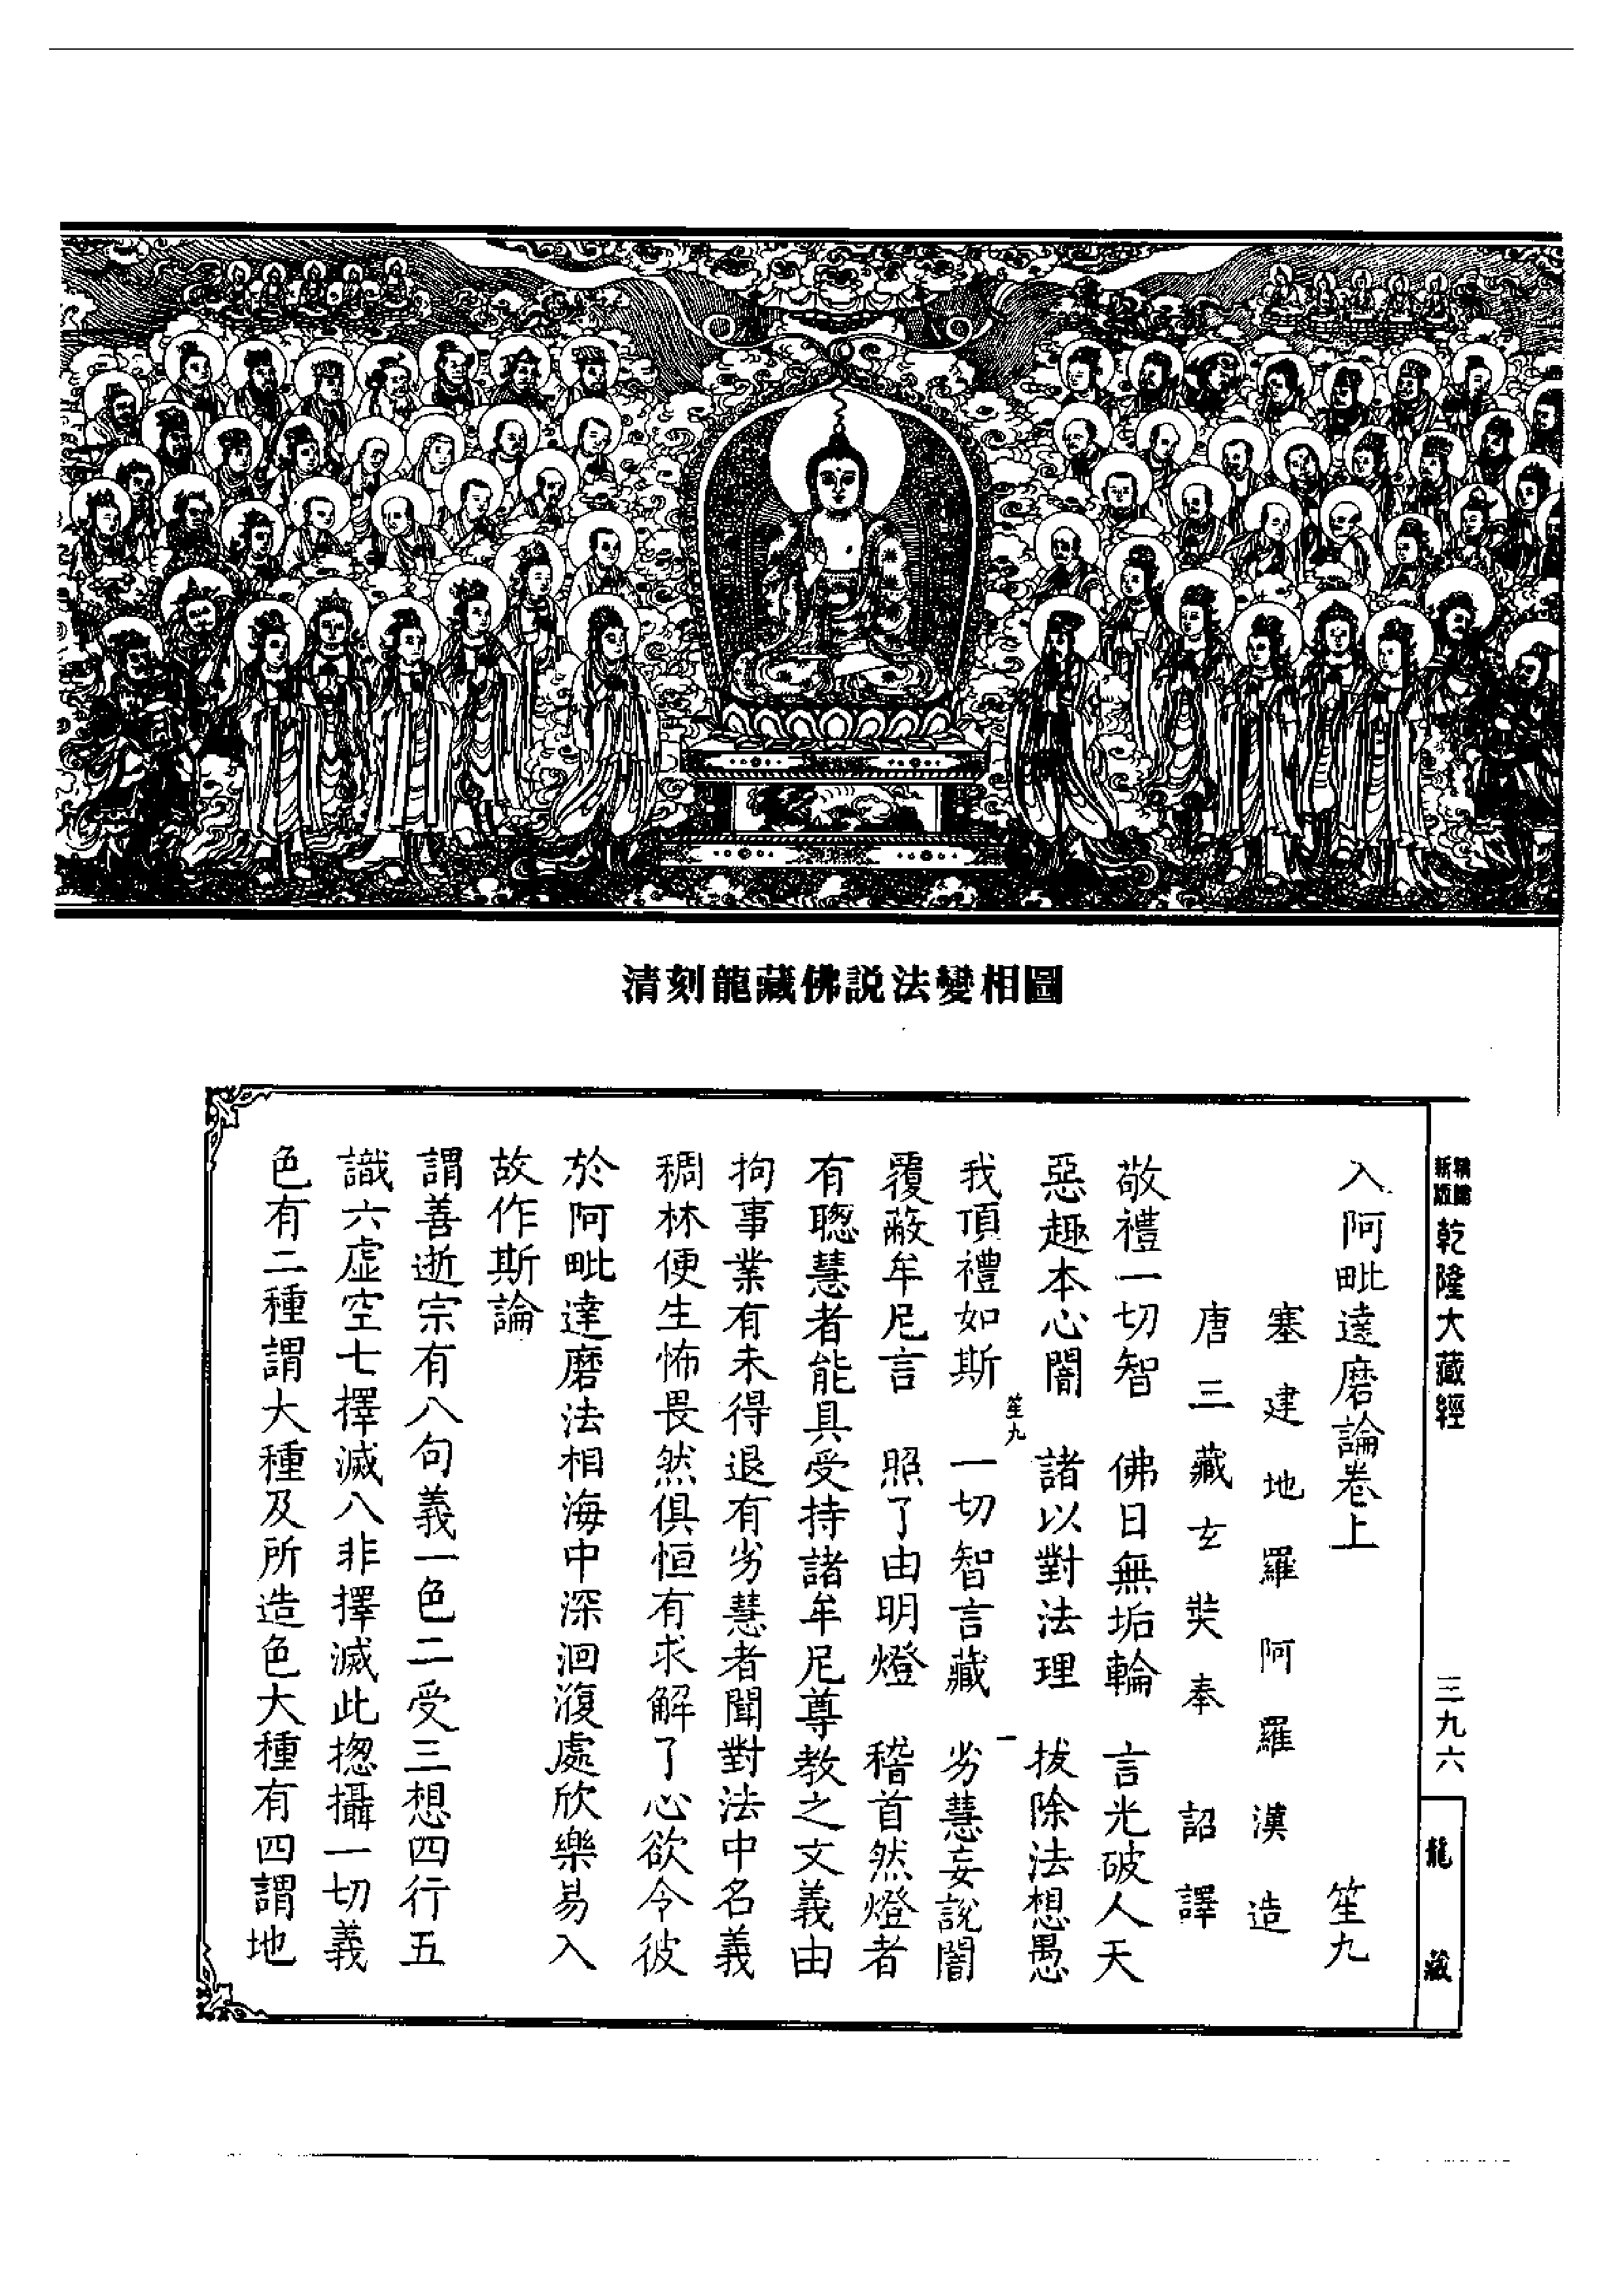 清刻龍藏佛説法變相圖
新版
精縮
乾隆大藏經
三九六
龍藏
入阿毗達磨論卷上 笙九
塞建地羅阿羅漢造
唐三藏玄奘奉 詔譯
敬禮一切智 佛日無垢輪 言光破人天
惡趣本心闇 諸以對法理 拔除法想愚
笙九 一
我頂禮如斯 一切智言藏 劣慧妄說闇
覆蔽牟尼言 照了由明燈 稽首然燈者
有聰慧者能具受持諸牟尼尊教之文義由
拘事業有未得退有劣慧者聞對法中名義
稠林便生怖畏然俱恒有求解了心欲令彼
於阿毗達磨法相海中深洄澓處欣樂易入
故作斯論
謂善逝宗有八句義一色二受三想四行五
識六虛空七擇滅八非擇滅此揔攝一切義
色有二種謂大種及所造色大種有四謂地